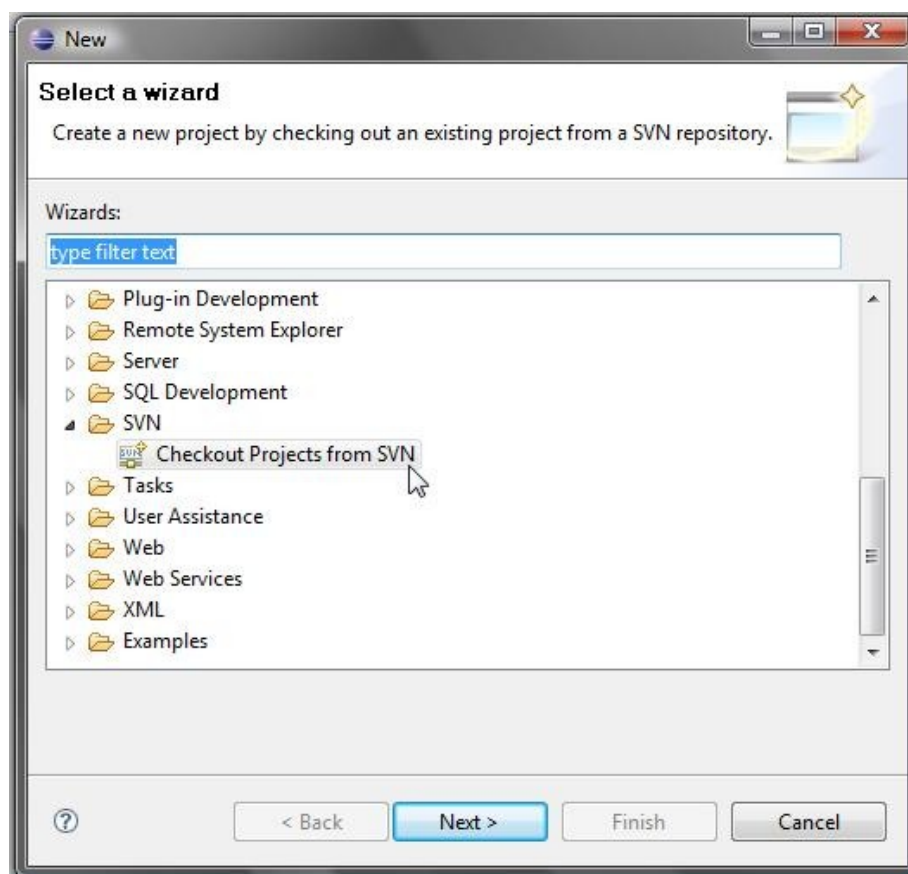 New
Select a wizard
Create a new project by checking out an existing project from a SVN repository.
Wizards:
type filter text
Plug-in Development
Remote System Explorer
Server
SQL Development
SVN
Checkout Projects from SVN
Tasks
User Assistance
Web
Web Services
XML
Examples
< Back Next > Finish Cancel